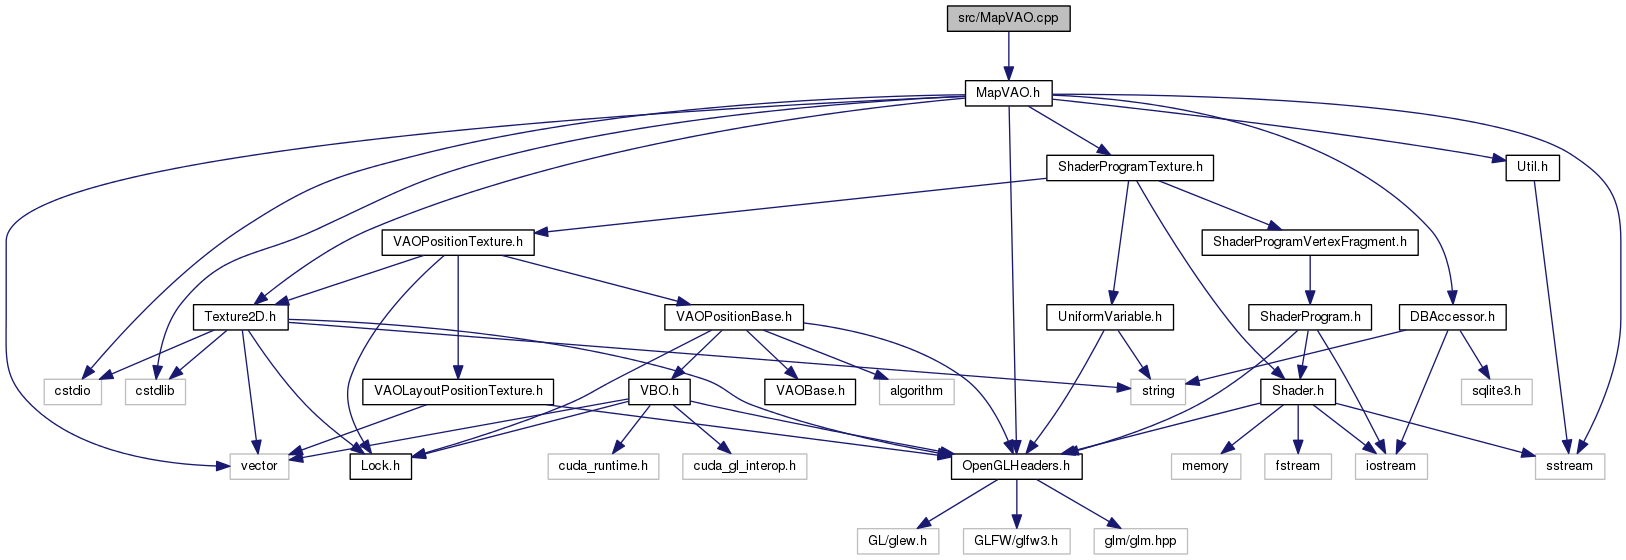 src/MapVAO.cpp
MapVAO.h
ShaderProgramTexture.h
Util.h
VAOPositionTexture.h
ShaderProgramVertexFragment.h
Texture2D.h
VAOPositionBase.h
UniformVariable.h
ShaderProgram.h
DBAccessor.h
cstdio
cstdlib
VAOLayoutPositionTexture.h
VBO.h
VAOBase.h
algorithm
string
Shader.h
sqlite3.h
vector
Lock.h
cuda_runtime.h
cuda_gl_interop.h
OpenGLHeaders.h
memory
fstream
iostream
sstream
GL/glew.h
GLFW/glfw3.h
glm/glm.hpp